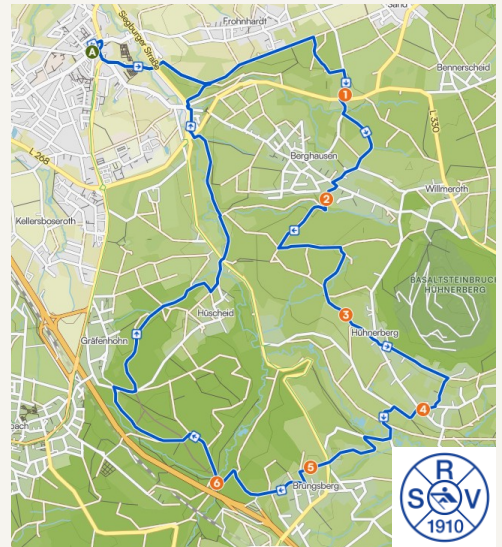 Sand
Frohnhardt
Siegburger Straße
A
Bennerscheid
1
L 330
Berghausen
L 268
Willmeroth
2
Kellersboseroth
BASALTSTEINBRUCH
HÜHNERBERG
Hüscheid
3
Hühnerberg
Gräfenhohn
4
bach
5
6
Brüngsberg
R
S V
1910